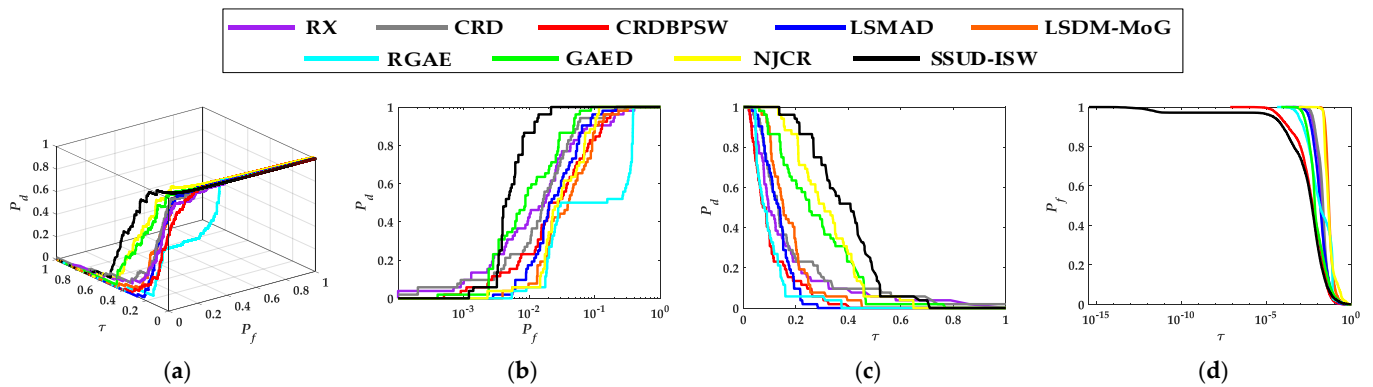 RX CRD CRDBPSW LSMAD LSDM-MoG
RGAE GAED NJCR SSUD-ISW
1
0.8
0.6
0.4
0.2
0
P_d
1 0.8 0.6 0.4 0.2 0
τ
0 0.2 0.4 0.6 0.8 1
P_f
(a)
1
0.8
0.6
0.4
0.2
0
P_d
10^-3 10^-2 10^-1 10^0
P_f
(b)
1
0.8
0.6
0.4
0.2
0
P_d
0 0.2 0.4 0.6 0.8 1
τ
(c)
1
0.8
0.6
0.4
0.2
0
P_f
10^-15 10^-10 10^-5 10^0
τ
(d)